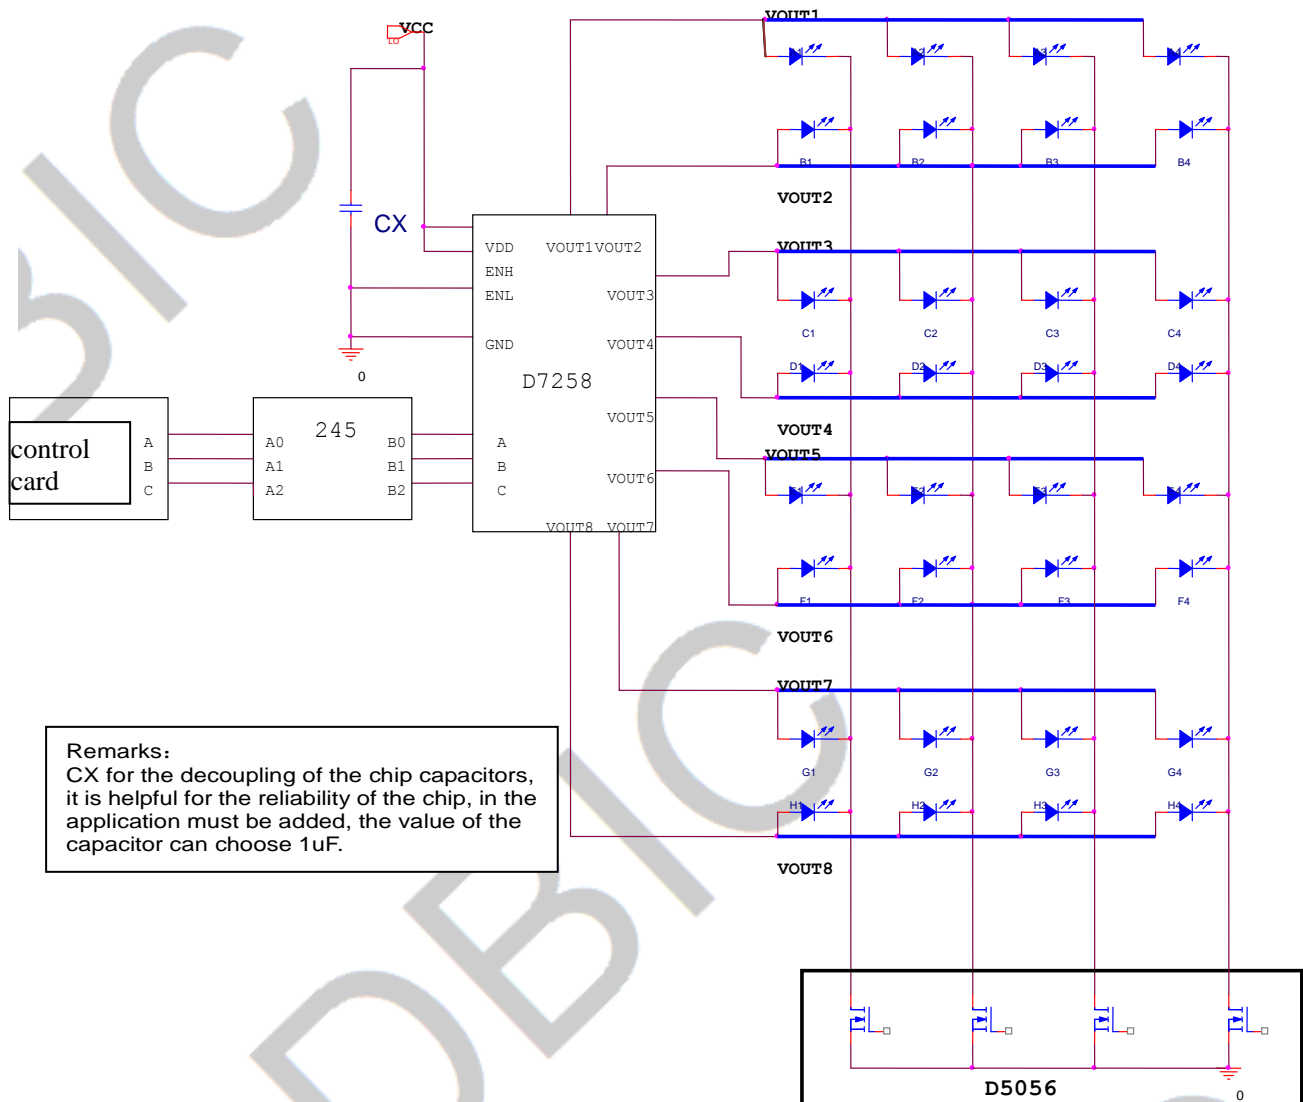 VCC
LO
VOUT1
B1
B2
B3
B4
VOUT2
CX
VDD
VOUT1
VOUT2
ENH
ENL
VOUT3
GND
VOUT4
D7258
VOUT5
VOUT6
A
B
C
VOUT8
VOUT7
0
VOUT3
C1
C2
C3
C4
D1
D2
D3
D4
VOUT4
VOUT5
control
card
A
B
C
245
A0
A1
A2
B0
B1
B2
F1
F2
F3
F4
VOUT6
VOUT7
G1
G2
G3
G4
H1
H2
H3
H4
VOUT8
Remarks:
CX for the decoupling of the chip capacitors,
it is helpful for the reliability of the chip, in the
application must be added, the value of the
capacitor can choose 1uF.
D5056
0
DBIC